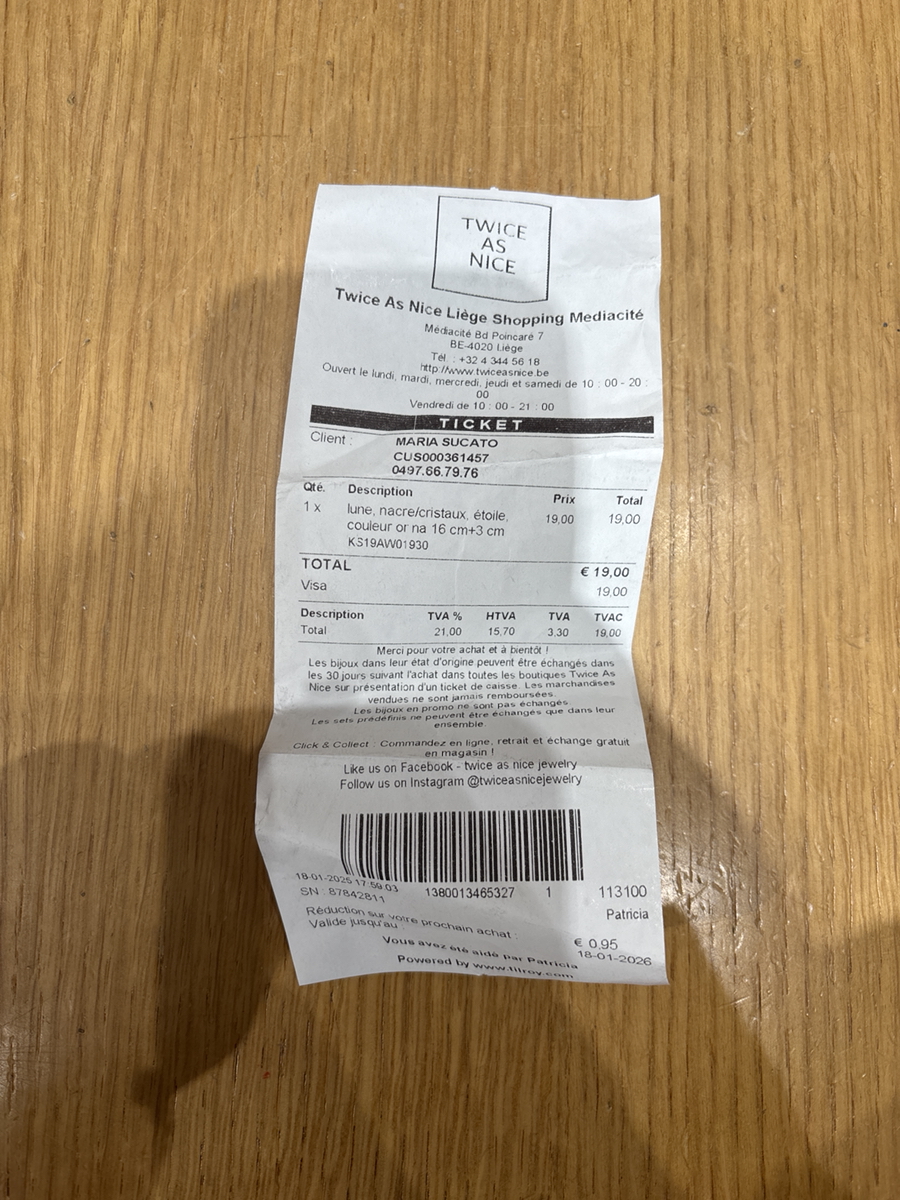 TWICE
AS
NICE
Twice As Nice Liège Shopping Mediacité
Médiacité Bd Poincaré 7
BE-4020 Liège
Tél. : +32 4 344 56 18
http://www.twiceasnice.be
Ouvert le lundi, mardi, mercredi, jeudi et samedi de 10 : 00 - 20 :
00
Vendredi de 10 : 00 - 21 : 00
TICKET
Client : MARIA SUCATO
CUS000361457
0497.66.79.76
Qté. Description Prix Total
1 x lune, nacre/cristaux, étoile, 19,00 19,00
couleur or na 16 cm+3 cm
KS19AW01930
TOTAL € 19,00
Visa 19,00
Description TVA % HTVA TVA TVAC
Total 21,00 15,70 3,30 19,00
Merci pour votre achat et à bientôt !
Les bijoux dans leur état d'origine peuvent être échangés dans
les 30 jours suivant l'achat dans toutes les boutiques Twice As
Nice sur présentation d'un ticket de caisse. Les marchandises
vendues ne sont jamais remboursées.
Les bijoux en promo ne sont pas échangés
Les sets prédéfinis ne peuvent être échangés que dans leur
ensemble.
Click & Collect : Commandez en ligne, retrait et échange gratuit
en magasin !
Like us on Facebook - twice as nice jewelry
Follow us on Instagram @twiceasnicejewelry
18-01-2025 17:59:03 1380013465327 1 113100
SN : 87842811 Patricia
Réduction sur votre prochain achat : € 0,95
Valide jusqu'au : 18-01-2026
Vous avez été aidé par Patricia
Powered by www.tilroy.com